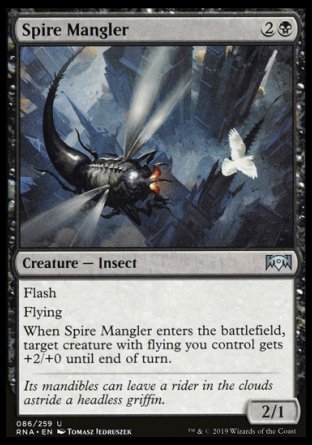 Spire Mangler 2
Creature — Insect
Flash
Flying
When Spire Mangler enters the battlefield,
target creature with flying you control gets
+2/+0 until end of turn.
Its mandibles can leave a rider in the clouds
astride a headless griffin.
2/1
086/259 U
RNA • EN Tomasz Jedruszek ™ & © 2019 Wizards of the Coast